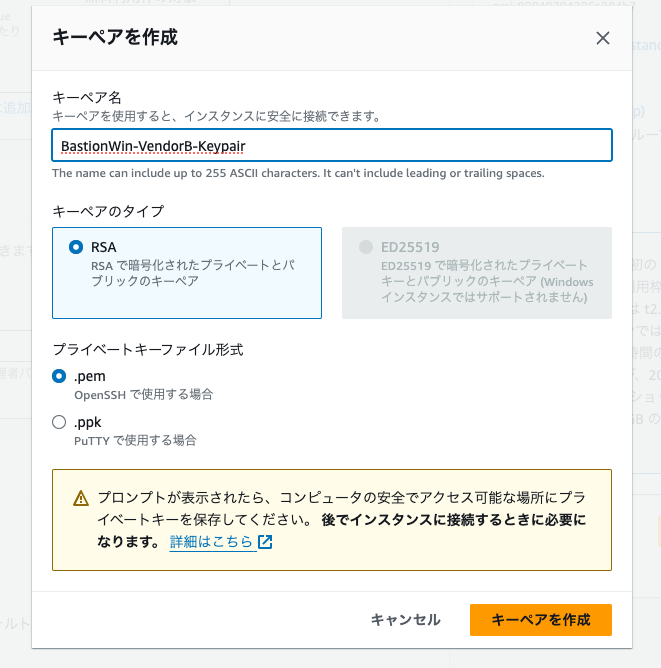 キーペアを作成
キーペア名
キーペアを使用すると、インスタンスに安全に接続できます。
BastionWin-VendorB-Keypair
The name can include up to 255 ASCII characters. It can't include leading or trailing spaces.
キーペアのタイプ
RSA
RSA で暗号化されたプライベートとパ
ブリックのキーペア
ED25519
ED25519 で暗号化されたプライベート
キーとパブリックのキーペア (Windows
インスタンスではサポートされません)
プライベートキーファイル形式
.pem
OpenSSH で使用する場合
.ppk
PuTTY で使用する場合
プロンプトが表示されたら、コンピュータの安全でアクセス可能な場所にプラ
イベートキーを保存してください。 後でインスタンスに接続するときに必要に
なります。 詳細はこちら
キャンセル
キーペアを作成